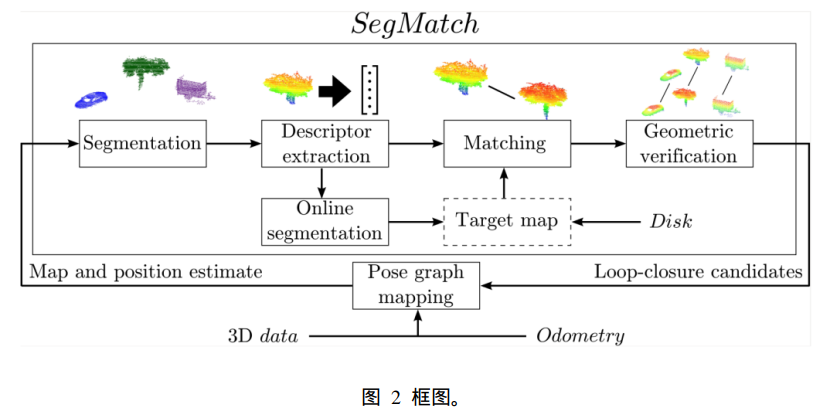 SegMatch
Segmentation
Descriptor
extraction
Matching
Geometric
verification
Online
segmentation
Target map
Disk
Map and position estimate
Pose graph
mapping
Loop-closure candidates
3D data
Odometry
图 2 框图。